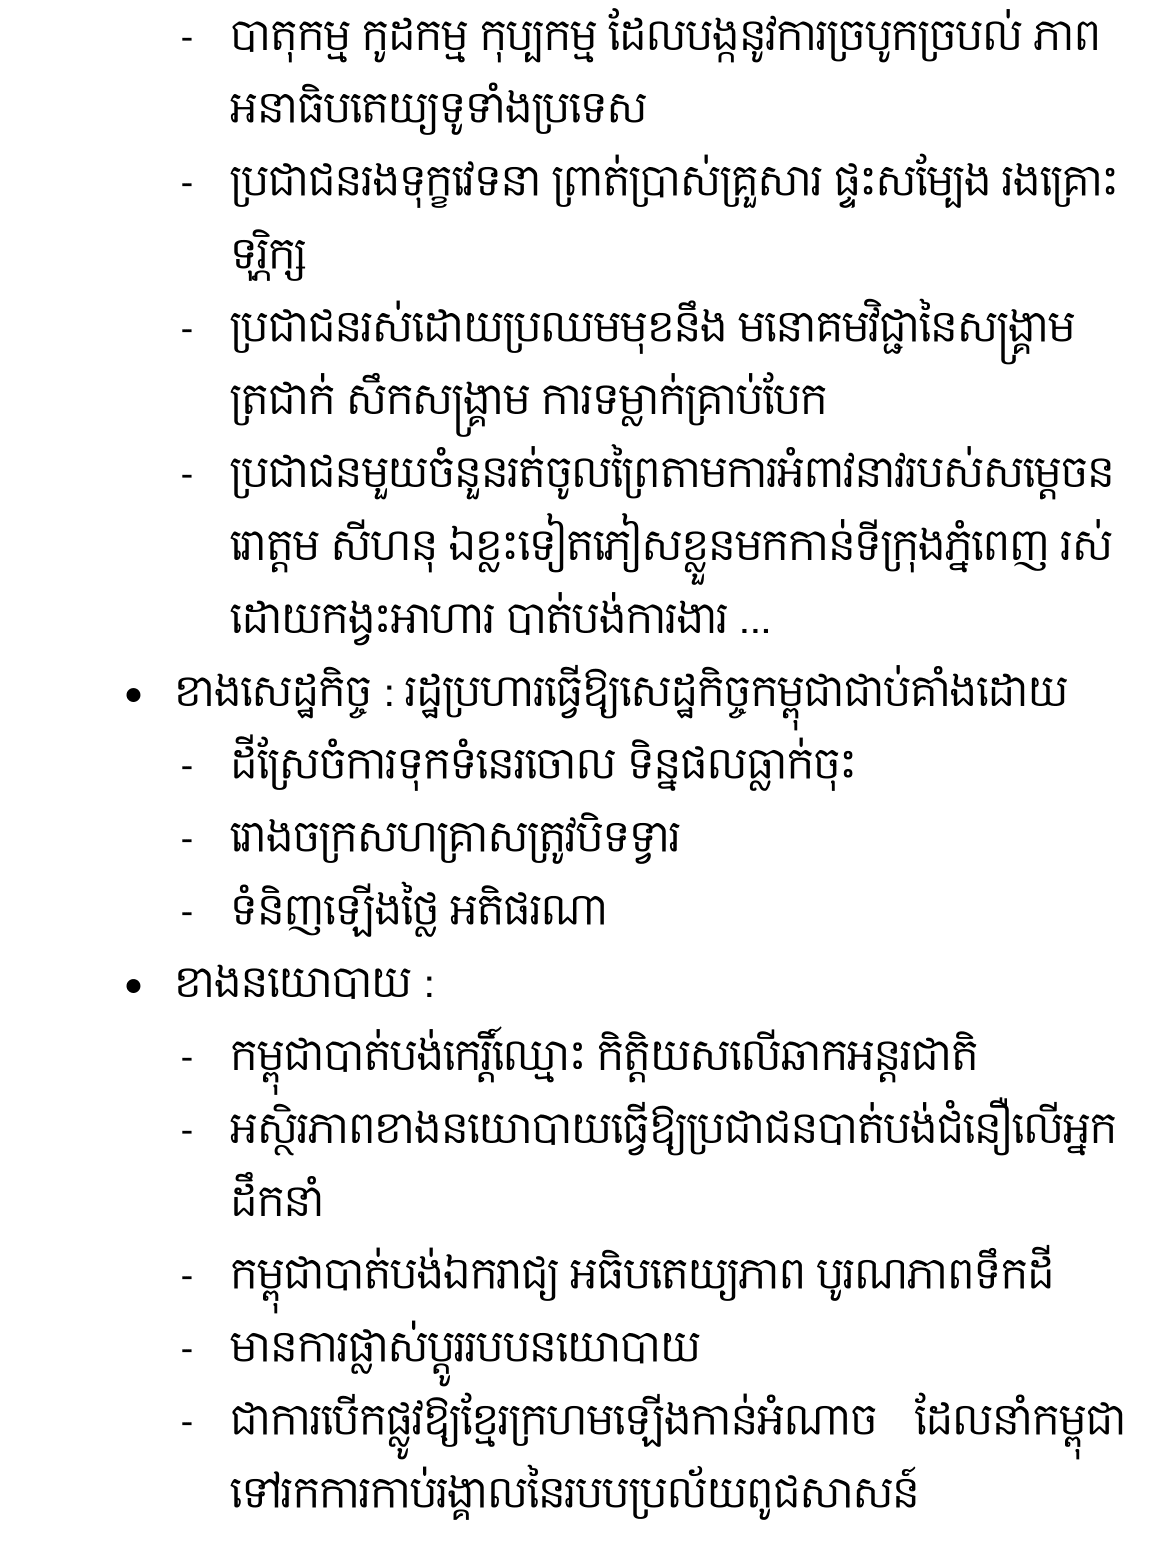 - បាតុកម្ម កូដកម្ម កុប្បកម្ម ដែលបង្កនូវការច្របូកច្របល់ ភាព
អនាធិបតេយ្យទូទាំងប្រទេស
- ប្រជាជនរងទុក្ខវេទនា ព្រាត់ប្រាស់គ្រួសារ ផ្ទះសម្បែង រងគ្រោះ
ទុរ្ភិក្ស
- ប្រជាជនរស់ដោយប្រឈមមុខនឹង មនោគមវិជ្ជានៃសង្គ្រាម
ត្រជាក់ សឹកសង្គ្រាម ការទម្លាក់គ្រាប់បែក
- ប្រជាជនមួយចំនួនរត់ចូលព្រៃតាមការអំពាវនាវរបស់សម្តេចន
រោត្តម សីហនុ ឯខ្លះទៀតភៀសខ្លួនមកកាន់ទីក្រុងភ្នំពេញ រស់
ដោយកង្វះអាហារ បាត់បង់ការងារ ...
• ខាងសេដ្ឋកិច្ច : រដ្ឋប្រហារធ្វើឱ្យសេដ្ឋកិច្ចកម្ពុជាជាប់គាំងដោយ
- ដីស្រែចំការទុកទំនេរចោល ទិន្នផលធ្លាក់ចុះ
- រោងចក្រសហគ្រាសត្រូវបិទទ្វារ
- ទំនិញឡើងថ្លៃ អតិផរណា
• ខាងនយោបាយ :
- កម្ពុជាបាត់បង់កេរ្តិ៍ឈ្មោះ កិត្តិយសលើឆាកអន្តរជាតិ
- អស្ថិរភាពខាងនយោបាយធ្វើឱ្យប្រជាជនបាត់បង់ជំនឿលើអ្នក
ដឹកនាំ
- កម្ពុជាបាត់បង់ឯករាជ្យ អធិបតេយ្យភាព បូរណភាពទឹកដី
- មានការផ្លាស់ប្តូររបបនយោបាយ
- ជាការបើកផ្លូវឱ្យខ្មែរក្រហមឡើងកាន់អំណាច ដែលនាំកម្ពុជា
ទៅរកការកាប់រង្គាលនៃរបបប្រល័យពូជសាសន៍